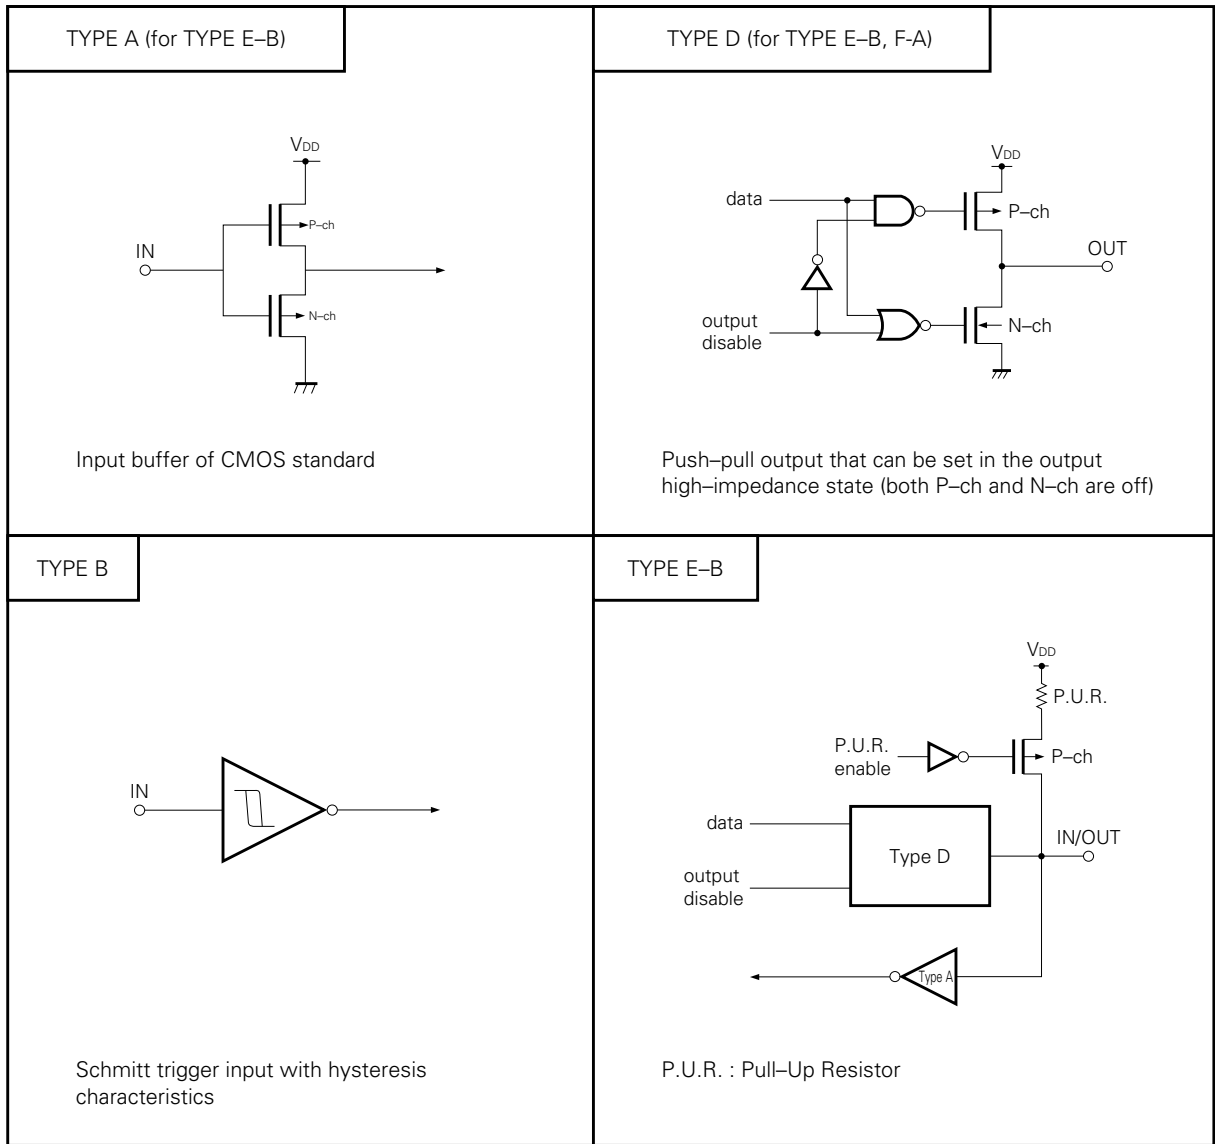 TYPE A (for TYPE E–B)
VDD
P–ch
IN
N–ch
Input buffer of CMOS standard
TYPE D (for TYPE E–B, F-A)
VDD
data
P–ch
OUT
output
disable
N–ch
Push–pull output that can be set in the output
high–impedance state (both P–ch and N–ch are off)
TYPE B
IN
Schmitt trigger input with hysteresis
characteristics
TYPE E–B
VDD
P.U.R.
P.U.R.
enable
P–ch
data
IN/OUT
Type D
output
disable
Type A
P.U.R. : Pull–Up Resistor